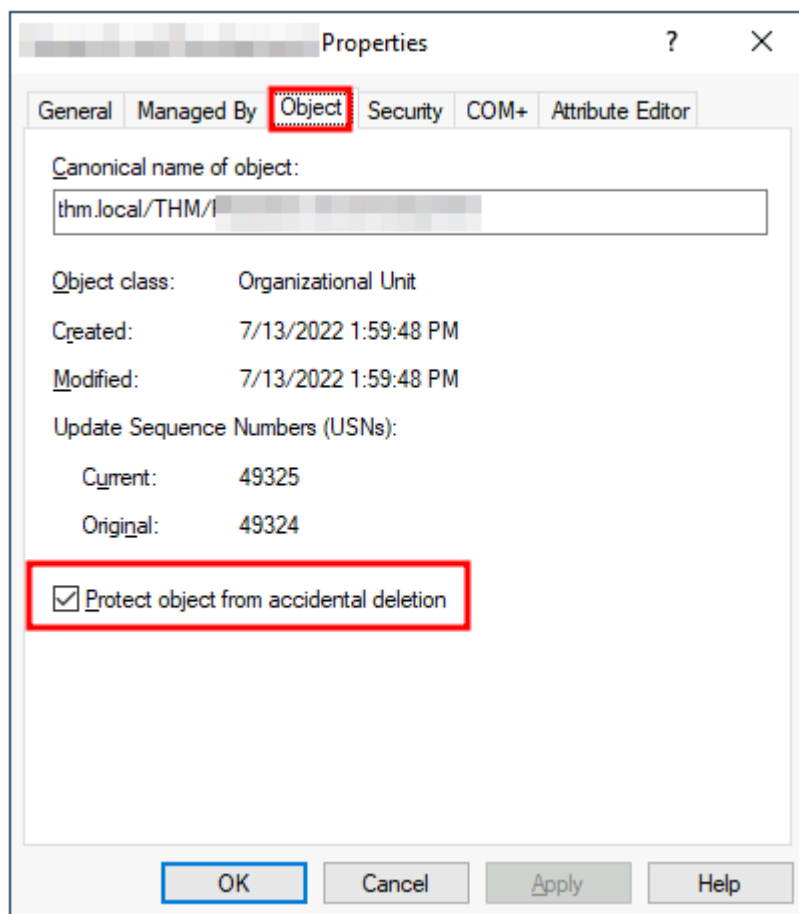 Properties ?
General Managed By Object Security COM+ Attribute Editor
Canonical name of object:
thm.local/THM/
Object class: Organizational Unit
Created: 7/13/2022 1:59:48 PM
Modified: 7/13/2022 1:59:48 PM
Update Sequence Numbers (USNs):
Current: 49325
Original: 49324
Protect object from accidental deletion
OK Cancel Apply Help